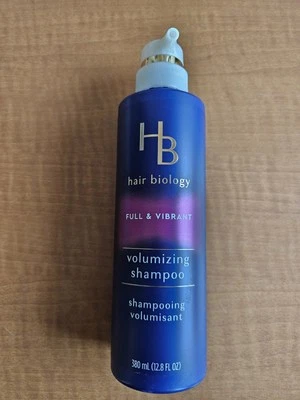 HB
hair biology
FULL & VIBRANT
volumizing
shampoo
shampooing
volumisant
380 mL (12.8 FL OZ)